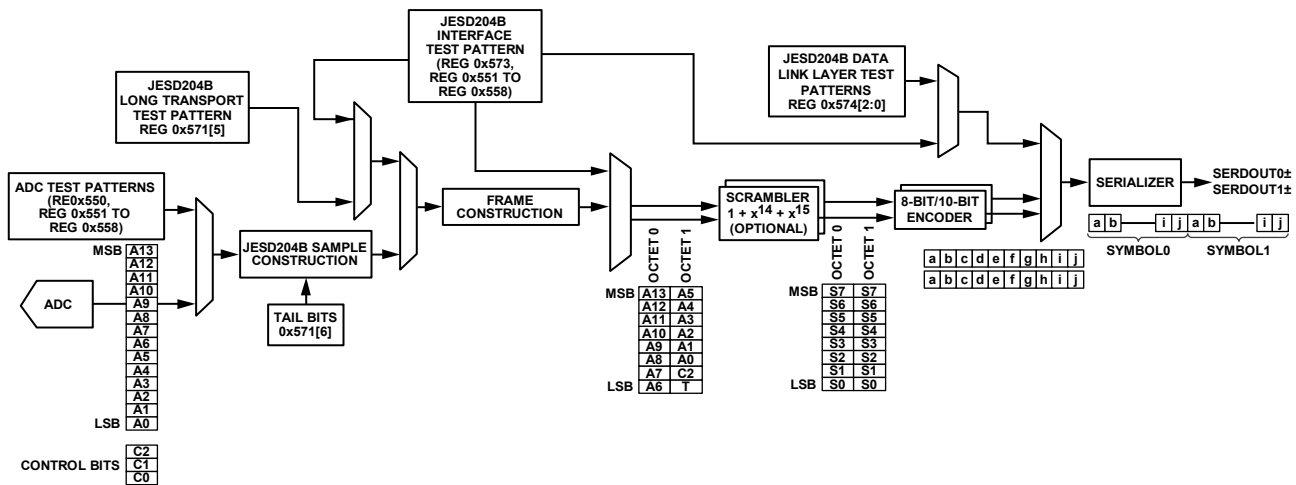 JESD204B
INTERFACE
TEST PATTERN
(REG 0x573,
REG 0x551 TO
REG 0x558)
JESD204B
LONG TRANSPORT
TEST PATTERN
REG 0x571[5]
JESD204B DATA
LINK LAYER TEST
PATTERNS
REG 0x574[2:0]
ADC TEST PATTERNS
(RE0x550,
REG 0x551 TO
REG 0x558)
ADC
MSB A13
A12
A11
A10
A9
A8
A7
A6
A5
A4
A3
A2
A1
LSB A0
CONTROL BITS
C2
C1
C0
JESD204B SAMPLE
CONSTRUCTION
TAIL BITS
0x571[6]
FRAME
CONSTRUCTION
OCTET 0
OCTET 1
MSB A13 A5
A12 A4
A11 A3
A10 A2
A9 A1
A8 A0
A7 C2
LSB A6 T
SCRAMBLER
1 + x14 + x15
(OPTIONAL)
OCTET 0
OCTET 1
MSB S7 S7
S6 S6
S5 S5
S4 S4
S3 S3
S2 S2
S1 S1
LSB S0 S0
8-BIT/10-BIT
ENCODER
a b c d e f g h i j
a b c d e f g h i j
SERIALIZER
SERDOUT0±
SERDOUT1±
a b i j a b i j
SYMBOL0 SYMBOL1